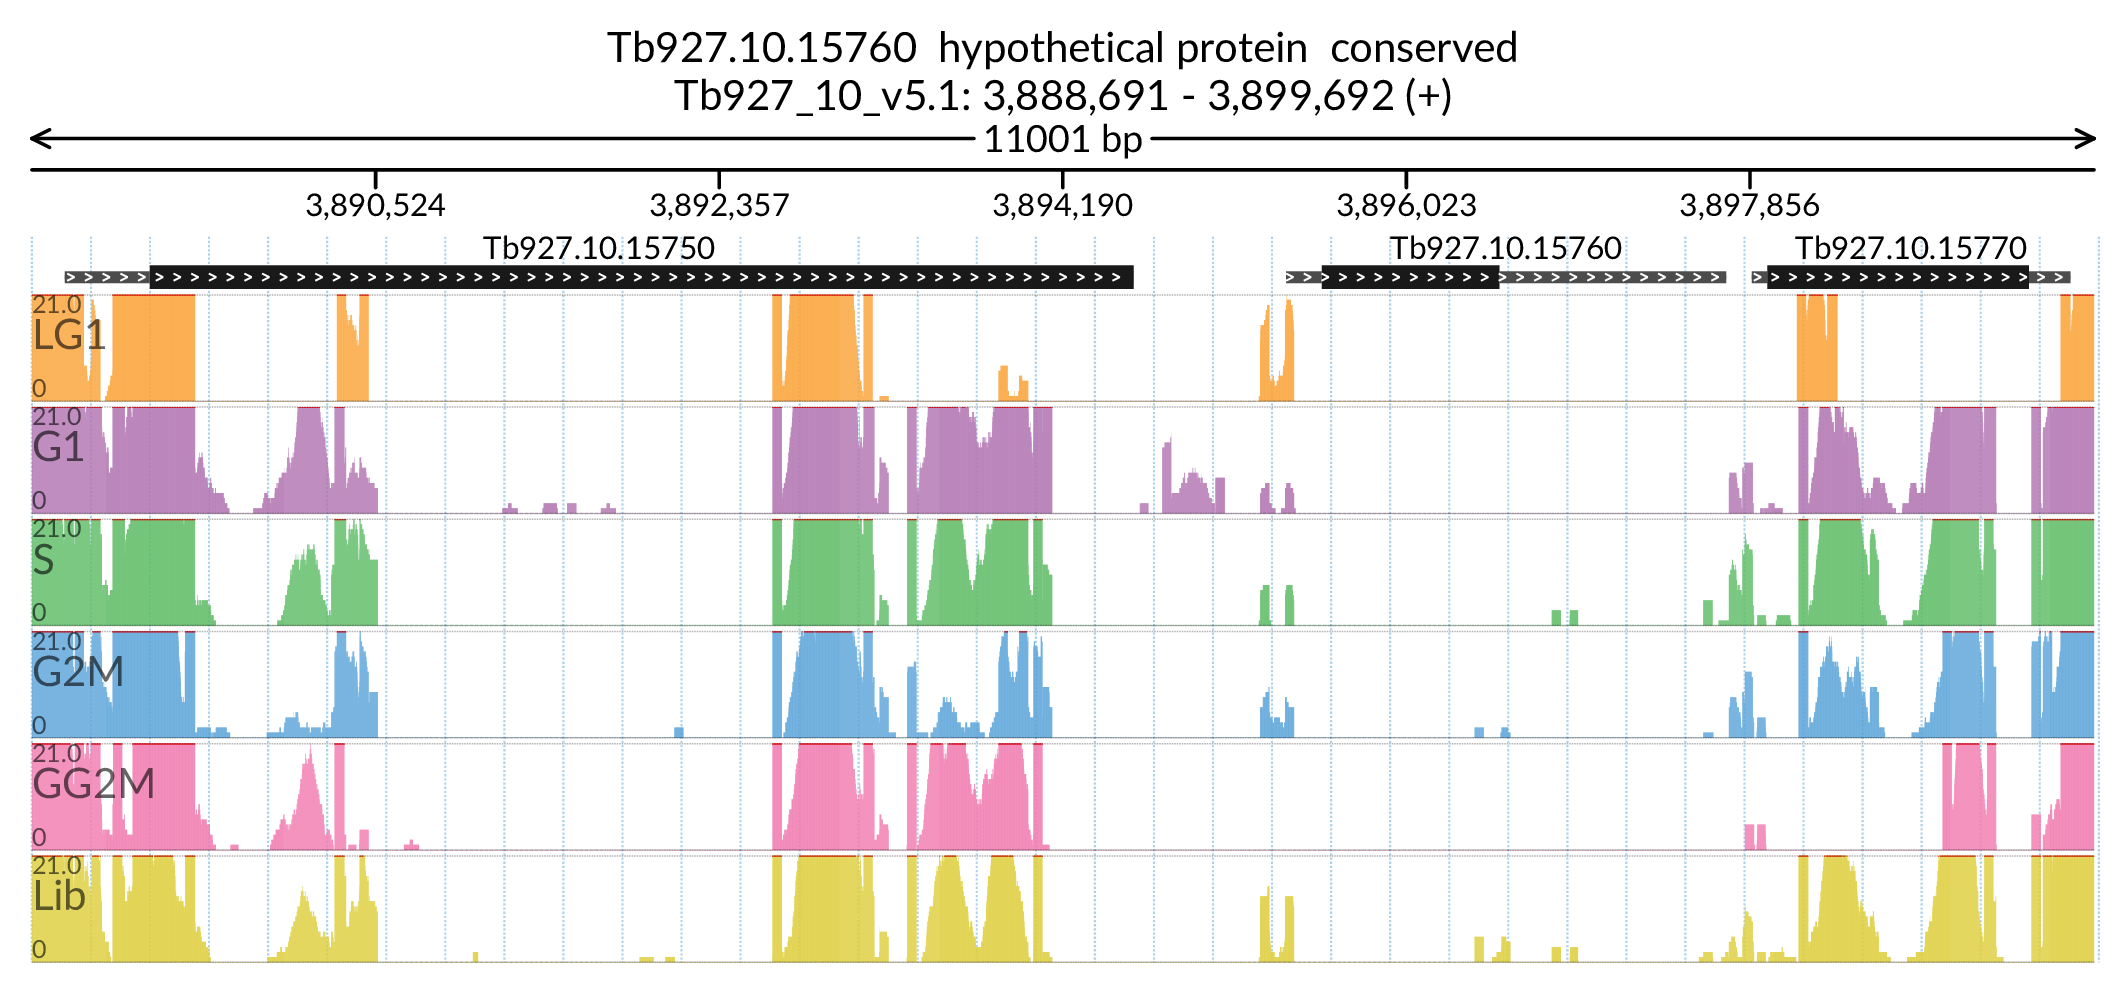 Tb927.10.15760 hypothetical protein conserved
Tb927_10_v5.1: 3,888,691 - 3,899,692 (+)
11001 bp
3,890,524 3,892,357 3,894,190 3,896,023 3,897,856
Tb927.10.15750 Tb927.10.15760 Tb927.10.15770
21.0
LG1
0
21.0
G1
0
21.0
S
0
21.0
G2M
0
21.0
GG2M
0
21.0
Lib
0